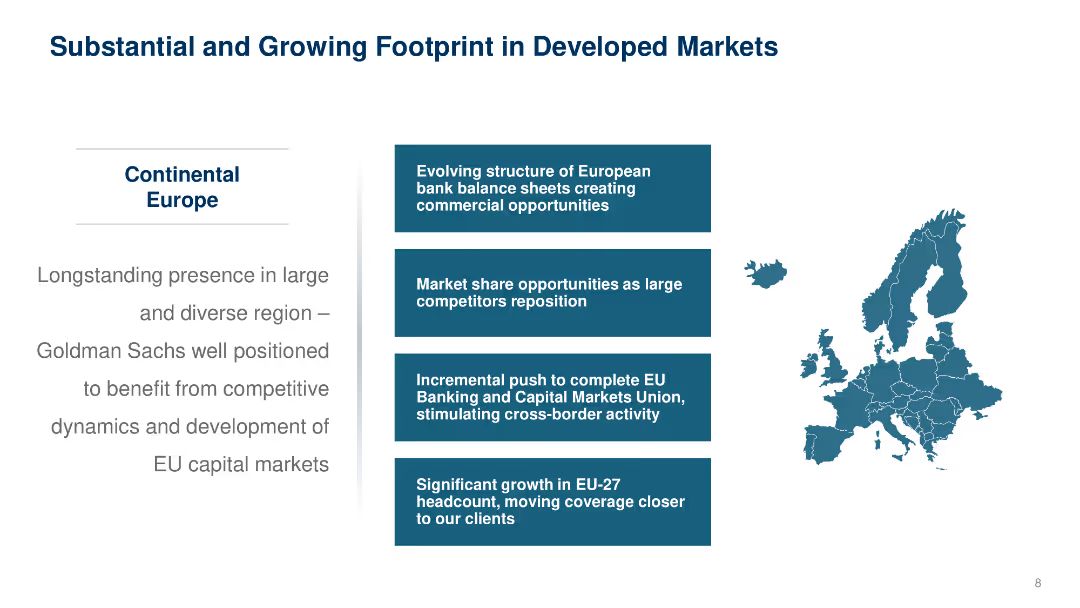 Substantial and Growing Footprint in Developed Markets
Continental
Europe
Longstanding presence in large
and diverse region –
Goldman Sachs well positioned
to benefit from competitive
dynamics and development of
EU capital markets
Evolving structure of European
bank balance sheets creating
commercial opportunities
Market share opportunities as large
competitors reposition
Incremental push to complete EU
Banking and Capital Markets Union,
stimulating cross-border activity
Significant growth in EU-27
headcount, moving coverage closer
to our clients
8